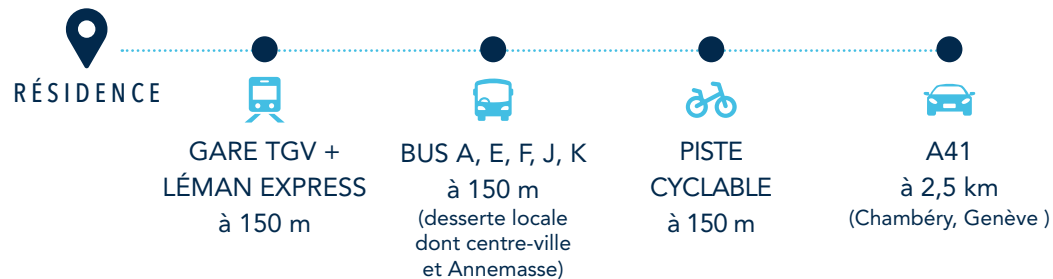 RÉSIDENCE
GARE TGV +
LÉMAN EXPRESS
à 150 m
BUS A, E, F, J, K
à 150 m
(desserte locale
dont centre-ville
et Annemasse)
PISTE
CYCLABLE
à 150 m
A41
à 2,5 km
(Chambéry, Genève )